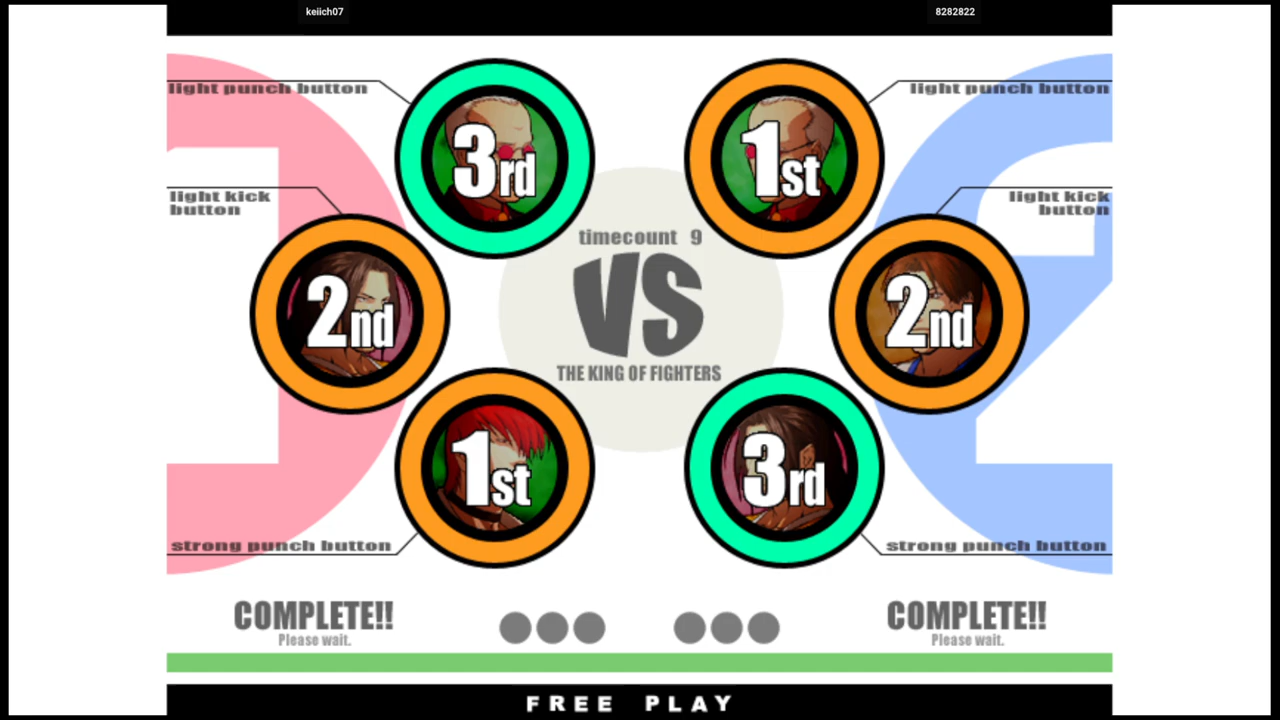 keiich07
8282822
light punch button
light punch button
3rd
1st
light kick
button
light kick
button
timecount 9
VS
THE KING OF FIGHTERS
2nd
2nd
1st
3rd
strong punch button
strong punch button
COMPLETE!!
Please wait.
COMPLETE!!
Please wait.
FREE PLAY
1
2